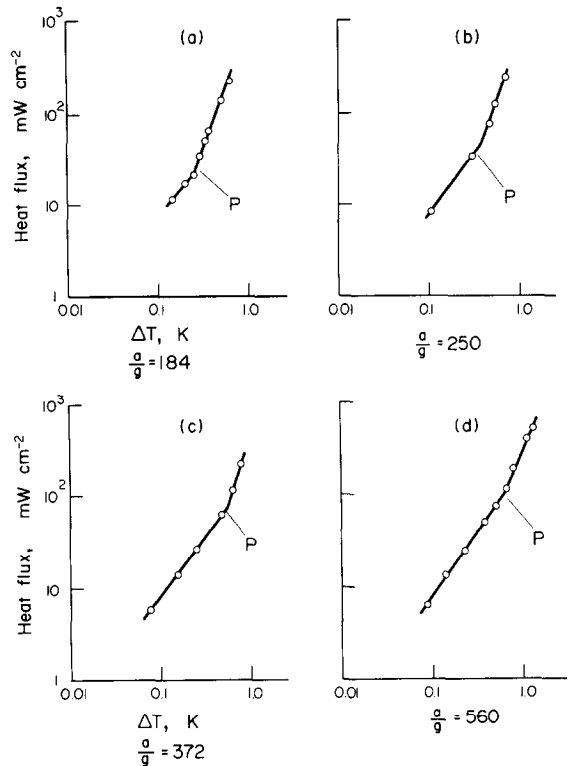 (a)
10³
10²
10
1
Heat flux, mW cm⁻²
P
0.01 0.1 1.0
ΔT, K
a/g = 184
(b)
P
0.01 0.1 1.0
a/g = 250
(c)
10³
10²
10
1
Heat flux, mW cm⁻²
P
0.01 0.1 1.0
ΔT, K
a/g = 372
(d)
P
0.01 0.1 1.0
a/g = 560